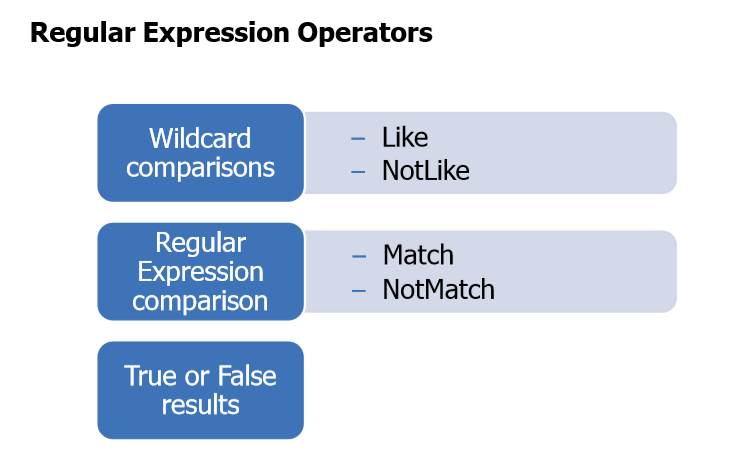 Regular Expression Operators
Wildcard
comparisons
– Like
– NotLike
Regular
Expression
comparison
– Match
– NotMatch
True or False
results